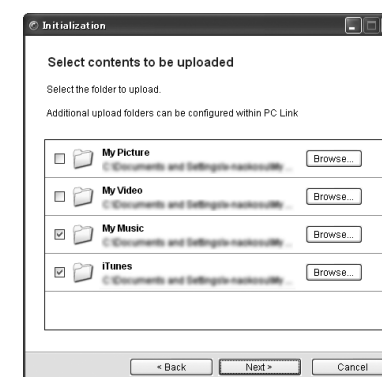 Initialization
Select contents to be uploaded
Select the folder to upload.
Additional upload folders can be configured within PC Link
My Picture
Browse...
My Video
Browse...
My Music
Browse...
iTunes
Browse...
< Back Next > Cancel